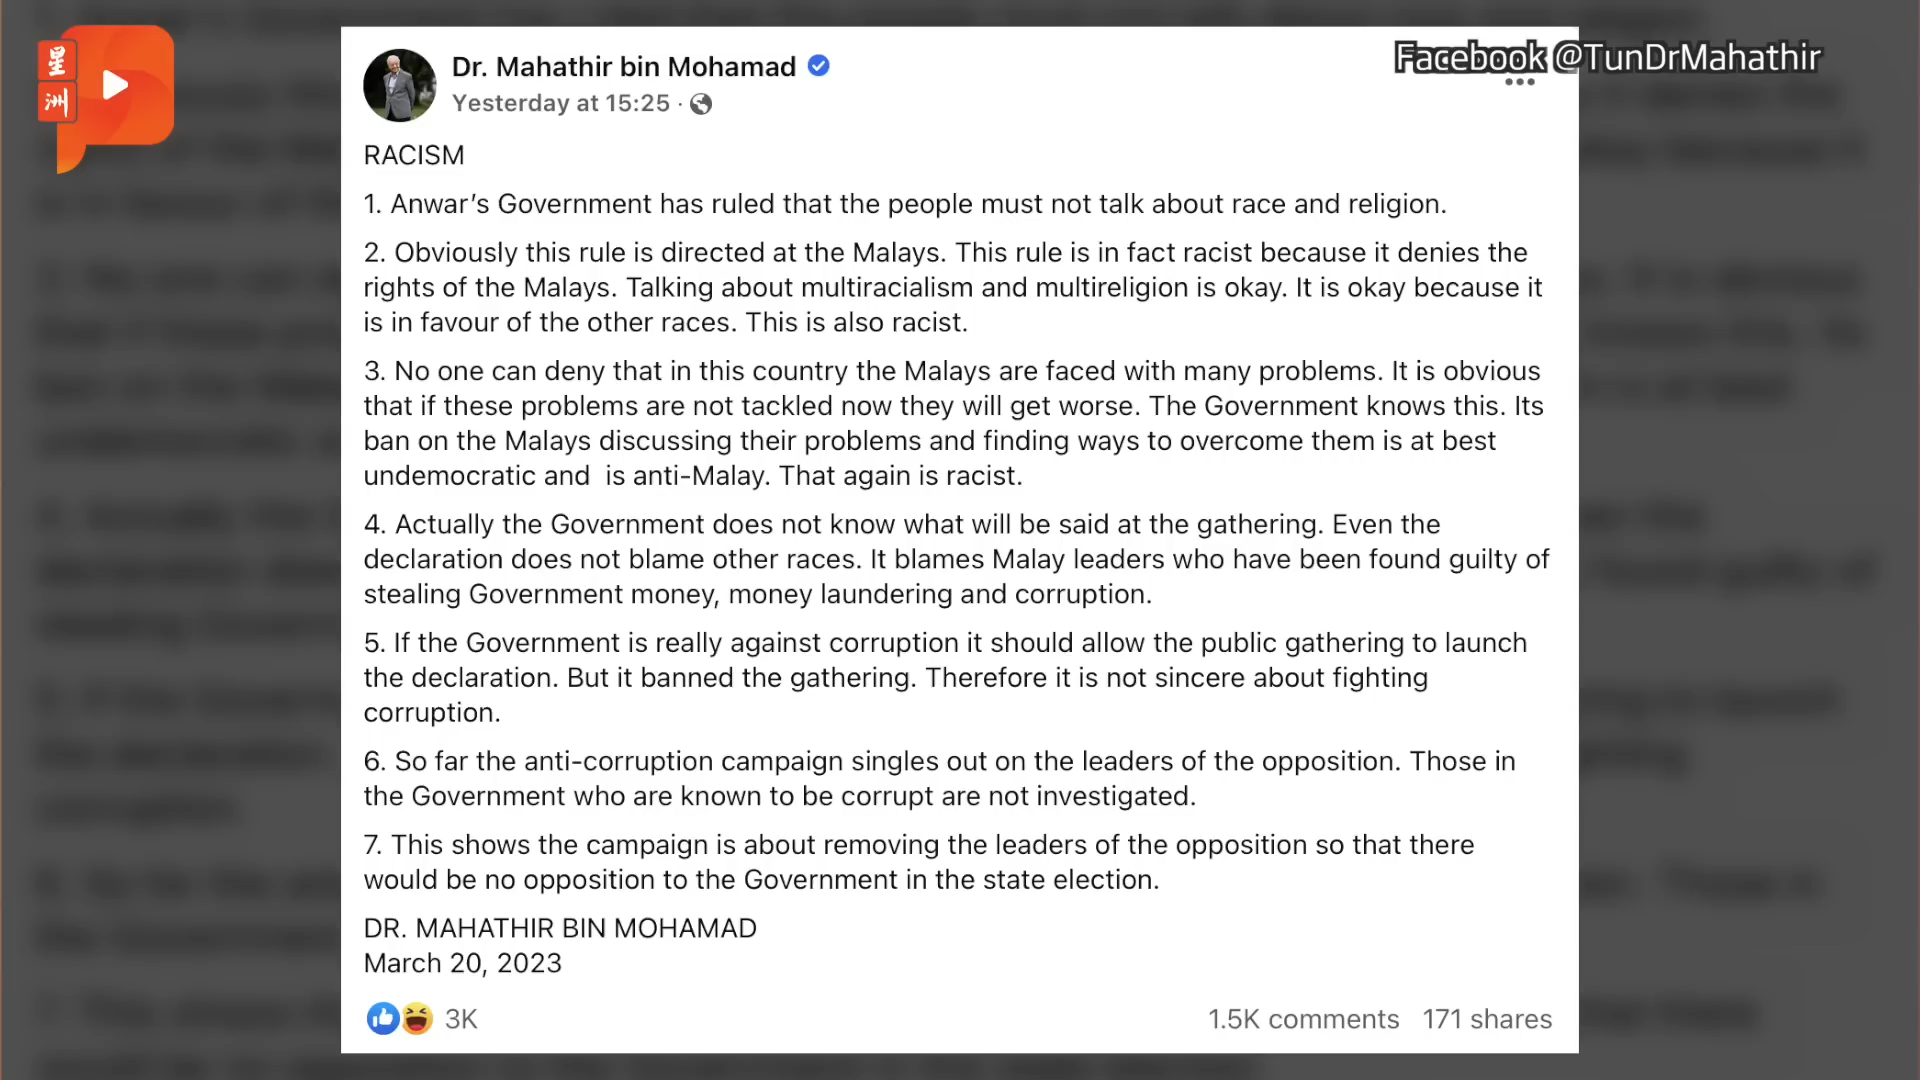 星
洲
Facebook @TunDrMahathir
Dr. Mahathir bin Mohamad
Yesterday at 15:25 ·
RACISM
1. Anwar’s Government has ruled that the people must not talk about race and religion.
2. Obviously this rule is directed at the Malays. This rule is in fact racist because it denies the
rights of the Malays. Talking about multiracialism and multireligion is okay. It is okay because it
is in favour of the other races. This is also racist.
3. No one can deny that in this country the Malays are faced with many problems. It is obvious
that if these problems are not tackled now they will get worse. The Government knows this. Its
ban on the Malays discussing their problems and finding ways to overcome them is at best
undemocratic and  is anti-Malay. That again is racist.
4. Actually the Government does not know what will be said at the gathering. Even the
declaration does not blame other races. It blames Malay leaders who have been found guilty of
stealing Government money, money laundering and corruption.
5. If the Government is really against corruption it should allow the public gathering to launch
the declaration. But it banned the gathering. Therefore it is not sincere about fighting
corruption.
6. So far the anti-corruption campaign singles out on the leaders of the opposition. Those in
the Government who are known to be corrupt are not investigated.
7. This shows the campaign is about removing the leaders of the opposition so that there
would be no opposition to the Government in the state election.
DR. MAHATHIR BIN MOHAMAD
March 20, 2023
3K
1.5K comments 171 shares